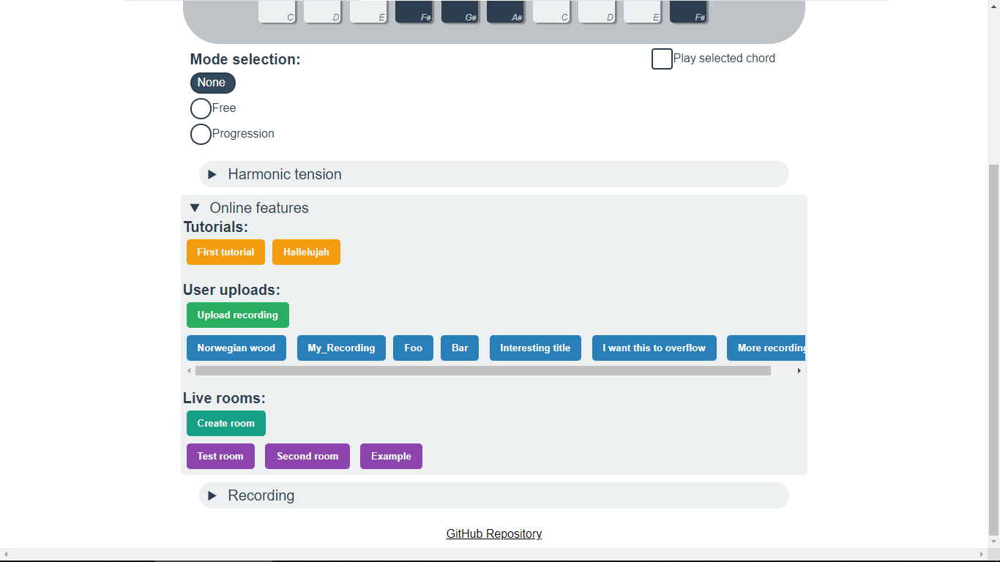 C D E F# G# A# C D E F#
Mode selection:
Play selected chord
None
Free
Progression
Harmonic tension
Online features
Tutorials:
First tutorial Hallelujah
User uploads:
Upload recording
Norwegian wood My_Recording Foo Bar Interesting title I want this to overflow More recording
Live rooms:
Create room
Test room Second room Example
Recording
GitHub Repository